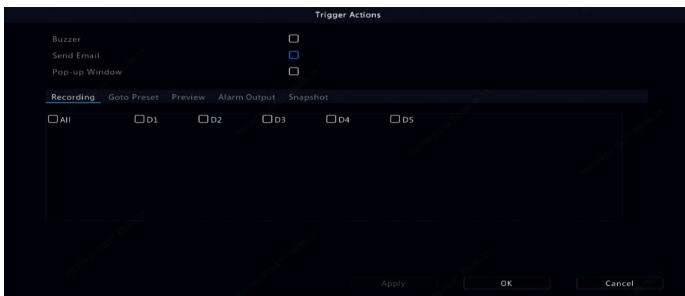 Trigger Actions
Buzzer
Send Email
Pop-up Window
Recording Goto Preset Preview Alarm Output Snapshot
All D1 D2 D3 D4 D5
Apply OK Cancel